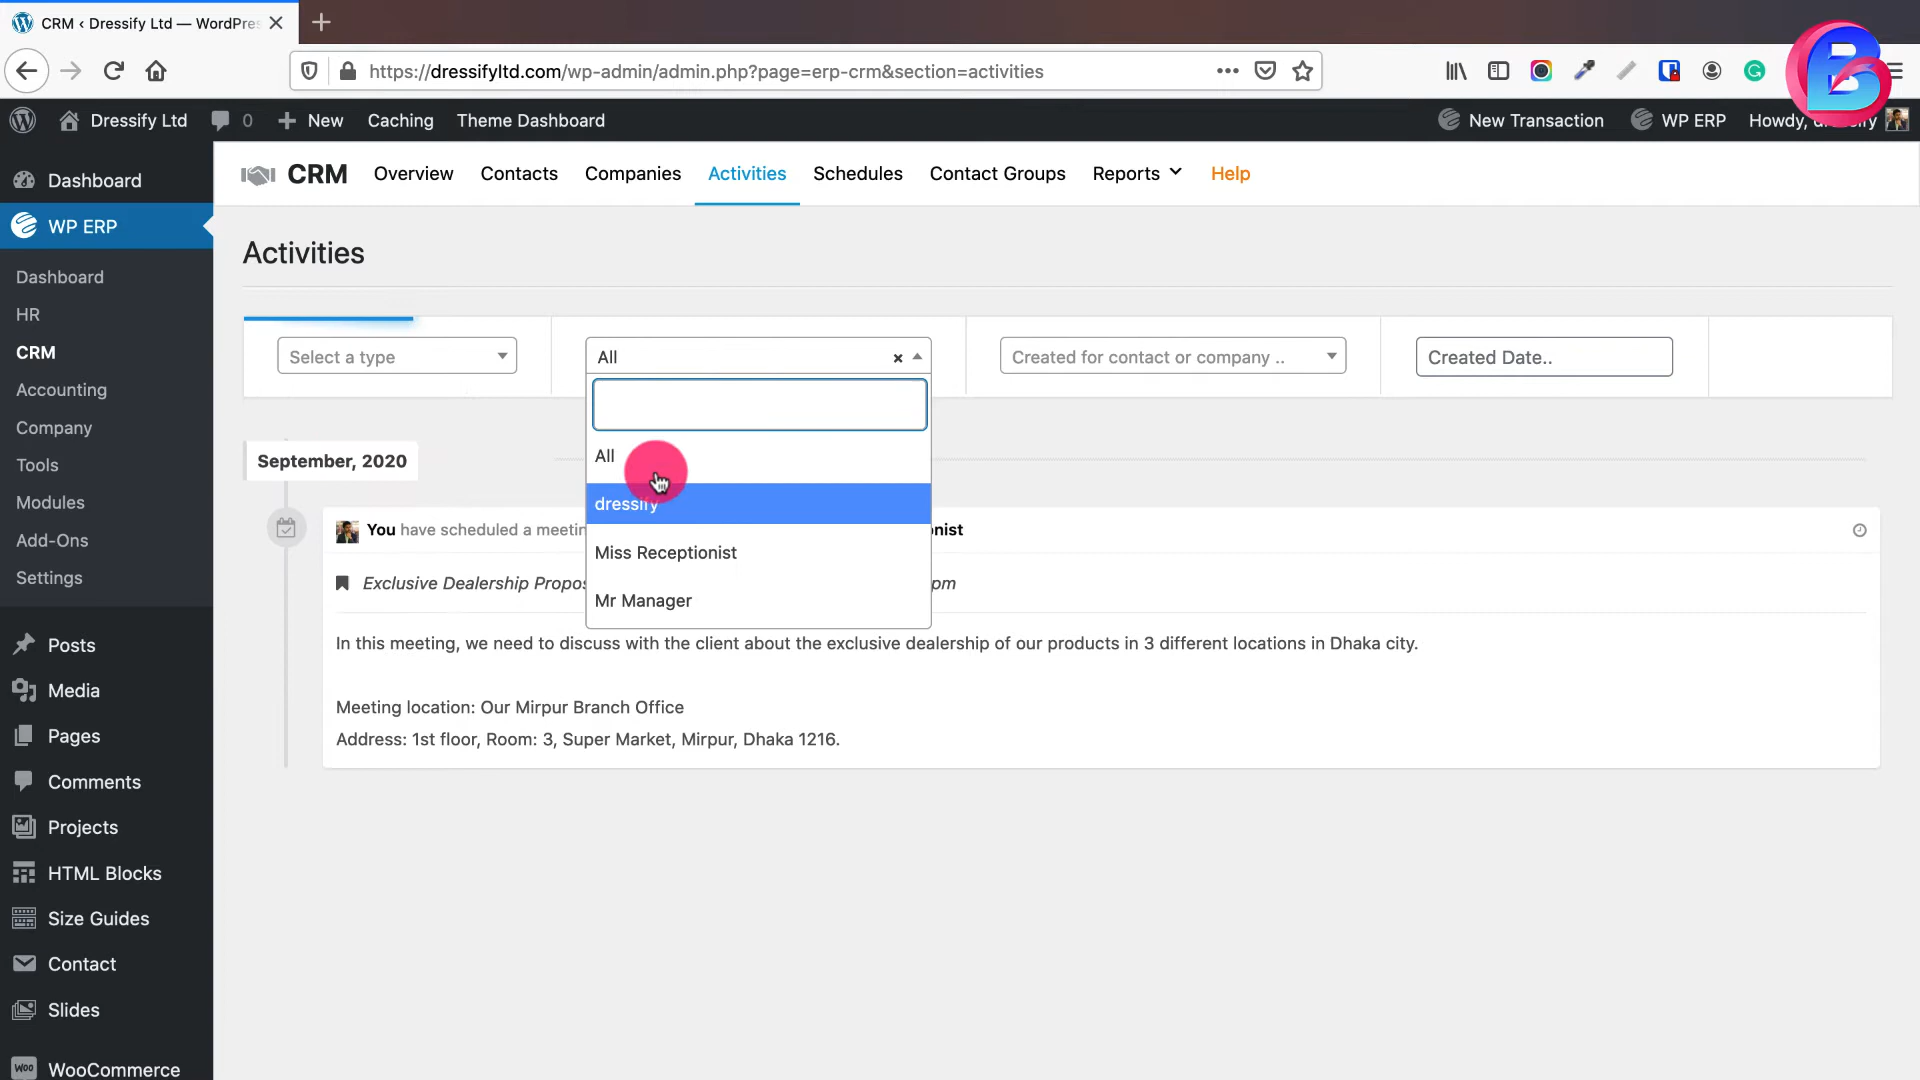 CRM ‹ Dressify Ltd — WordPres
https://dressifyltd.com/wp-admin/admin.php?page=erp-crm&section=activities
B
Dressify Ltd
0
New
Caching
Theme Dashboard
New Transaction
WP ERP
Howdy,
Dashboard
WP ERP
Dashboard
HR
CRM
Accounting
Company
Tools
Modules
Add-Ons
Settings
Posts
Media
Pages
Comments
Projects
HTML Blocks
Size Guides
Contact
Slides
WOO
WooCommerce
CRM
Overview
Contacts
Companies
Activities
Schedules
Contact Groups
Reports
Help
Activities
Select a type
All
Created for contact or company ..
Created Date..
All
dressify
Miss Receptionist
Mr Manager
September, 2020
You have scheduled a meetin
nist
Exclusive Dealership Propos
pm
In this meeting, we need to discuss with the client about the exclusive dealership of our products in 3 different locations in Dhaka city.
Meeting location: Our Mirpur Branch Office
Address: 1st floor, Room: 3, Super Market, Mirpur, Dhaka 1216.